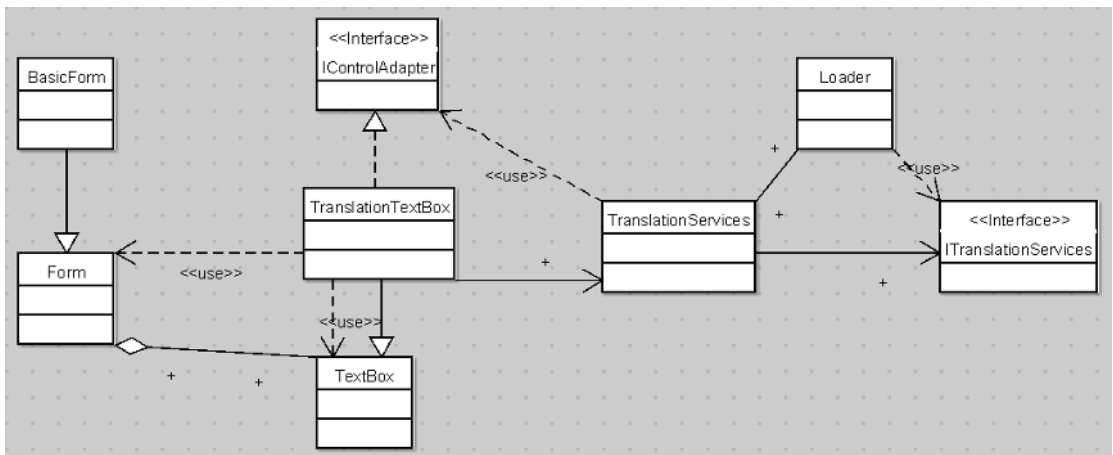 <<Interface>>
IControlAdapter
BasicForm
Loader
+
<<use>>
<<use>>
TranslationTextBox
TranslationServices
+
<<Interface>>
ITranslationServices
Form
<<use>>
+
+
<<use>>
TextBox
+
+